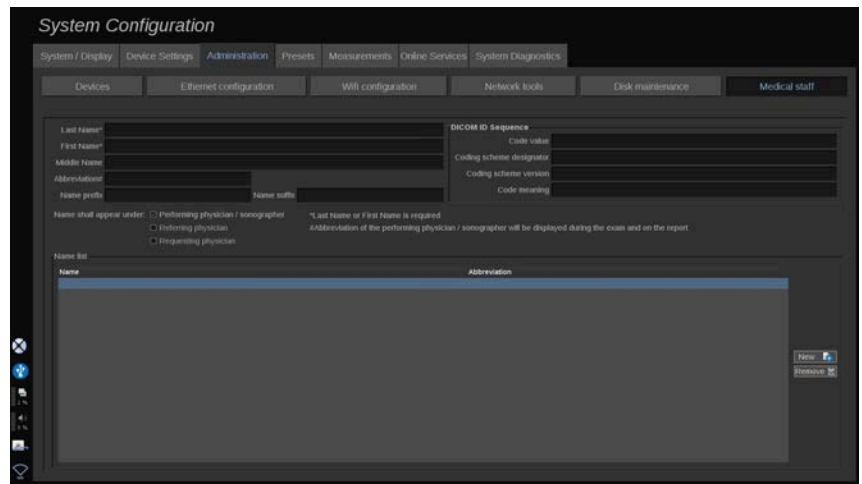 System Configuration
System / Display Device Settings Administration Presets Measurements Online Services System Diagnostics
Devices Ethernet configuration Wifi configuration Network tools Disk maintenance Medical staff
Last Name*
First Name*
Middle Name
Abbreviation#
Name prefix Name suffix
DICOM ID Sequence
Code value
Coding scheme designator
Coding scheme version
Code meaning
Name shall appear under: Performing physician / sonographer
Referring physician
Requesting physician
*Last Name or First Name is required
#Abbreviation of the performing physician / sonographer will be displayed during the exam and on the report
Name list
Name Abbreviation
New
Remove